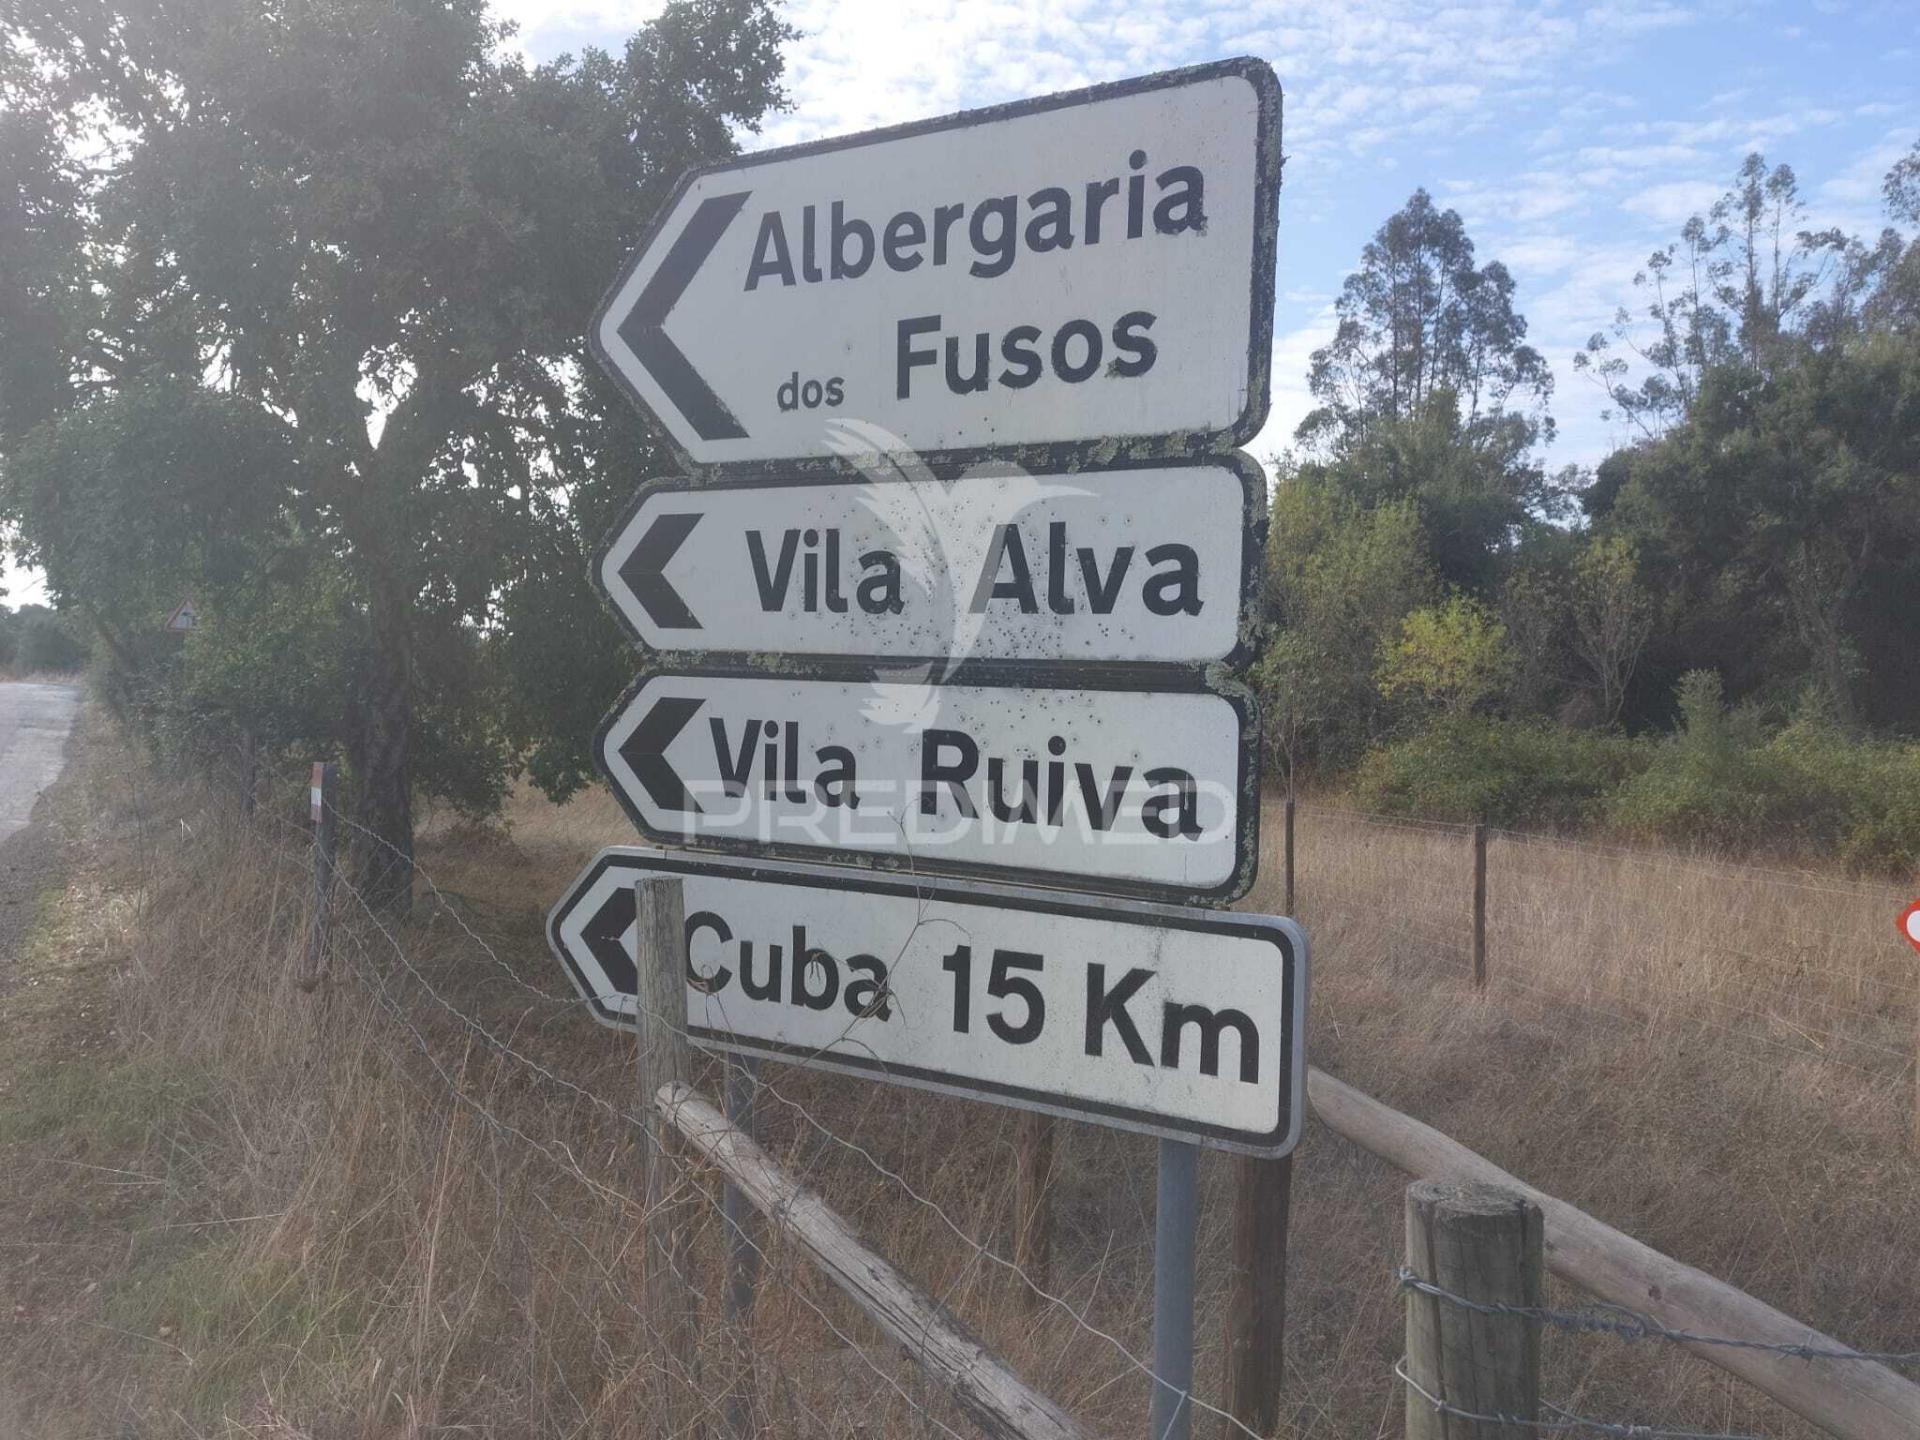 Albergaria
dos Fusos
Vila Alva
Vila Ruiva
PREDIMED
Cuba 15 Km